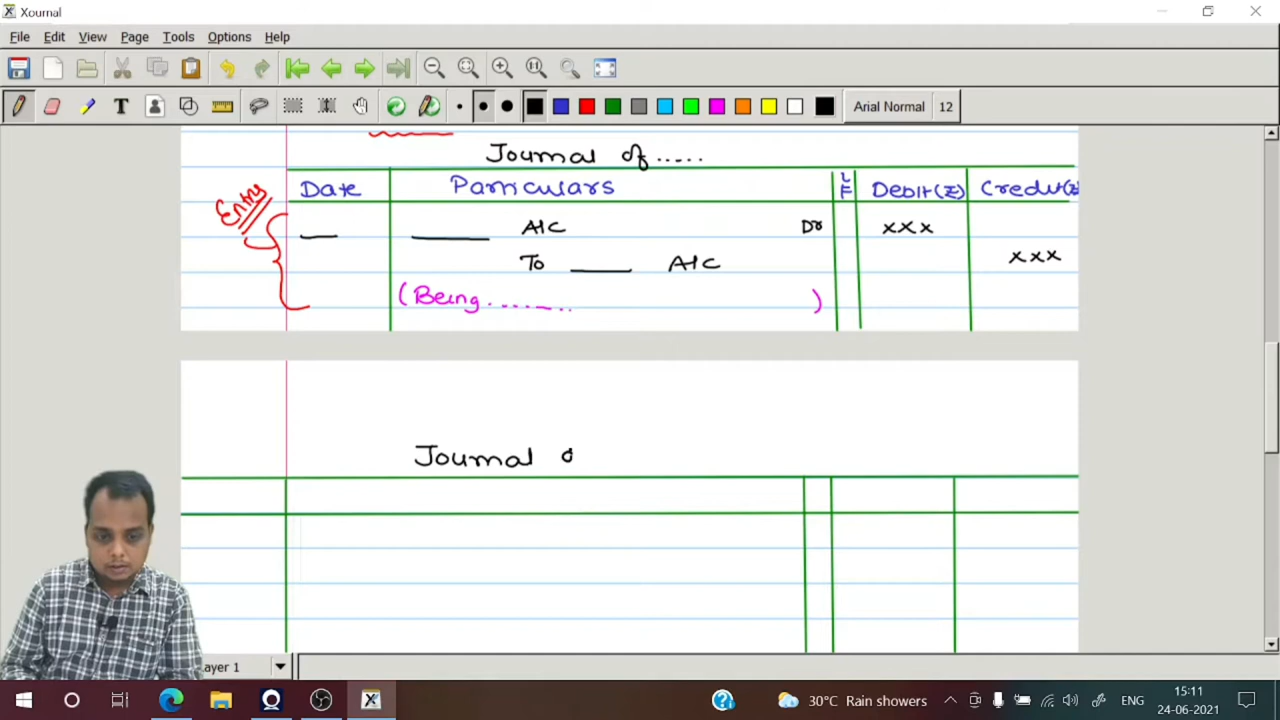 Xournal
File Edit View Page Tools Options Help
Arial Normal 12
Journal of .....
Date Particulars LF Debit(₹) Credit(₹
Entry
A/C Dr xxx
To A/C xxx
(Being .......... )
Journal o
ayer 1
30°C Rain showers
ENG
15:11
24-06-2021